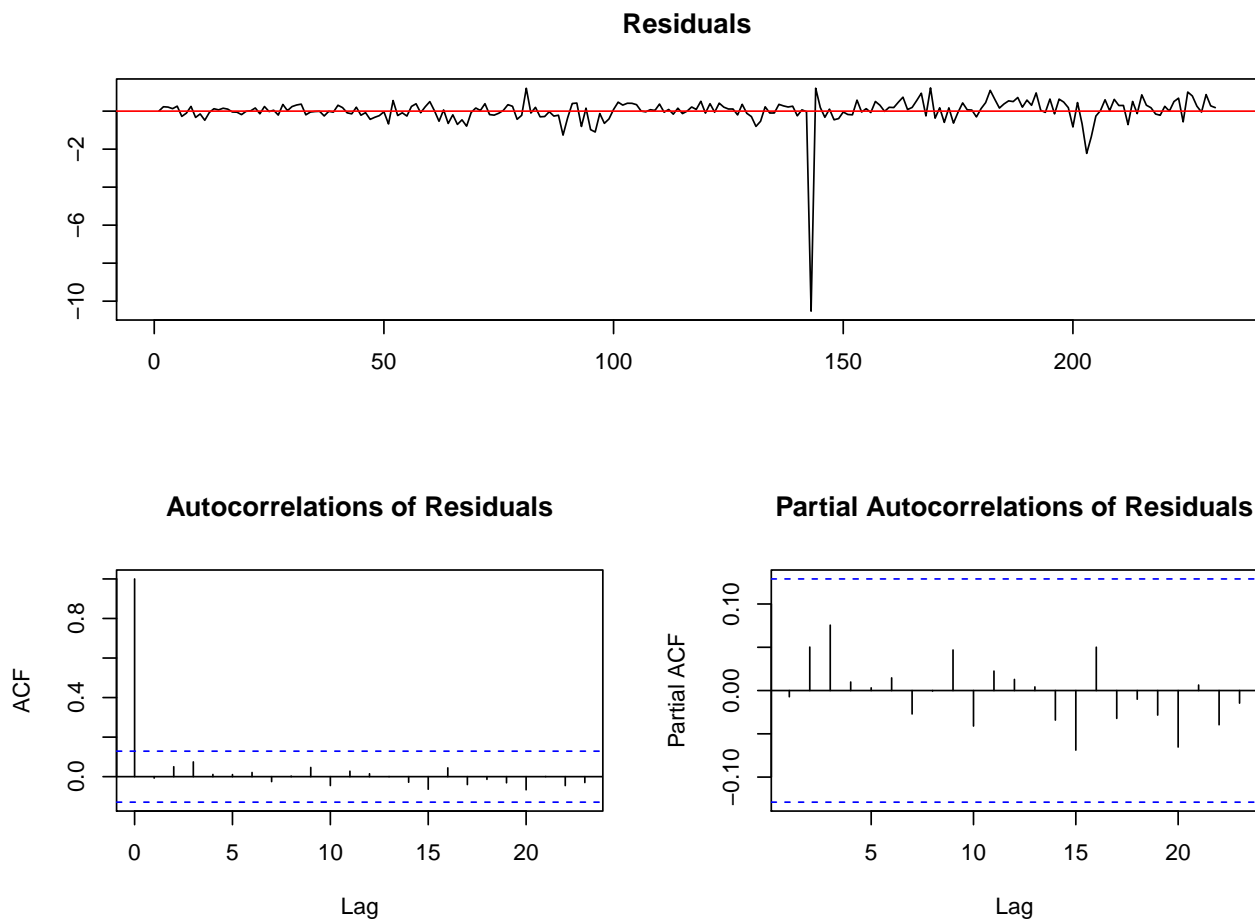 Residuals
−2
−6
−10
0 50 100 150 200
Autocorrelations of Residuals
ACF
0.8
0.4
0.0
0 5 10 15 20
Lag
Partial Autocorrelations of Residuals
Partial ACF
0.10
0.00
−0.10
5 10 15 20
Lag